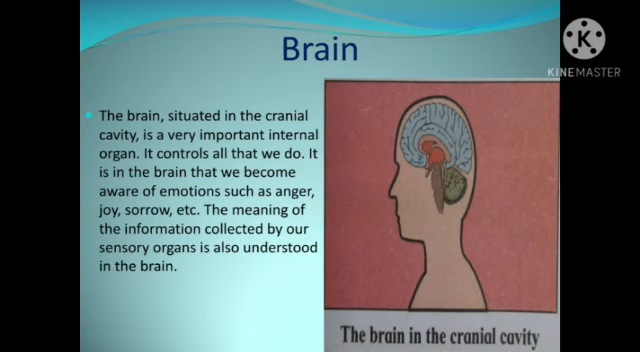 Brain
The brain, situated in the cranial
cavity, is a very important internal
organ. It controls all that we do. It
is in the brain that we become
aware of emotions such as anger,
joy, sorrow, etc. The meaning of
the information collected by our
sensory organs is also understood
in the brain.
The brain in the cranial cavity
K
KINEMASTER